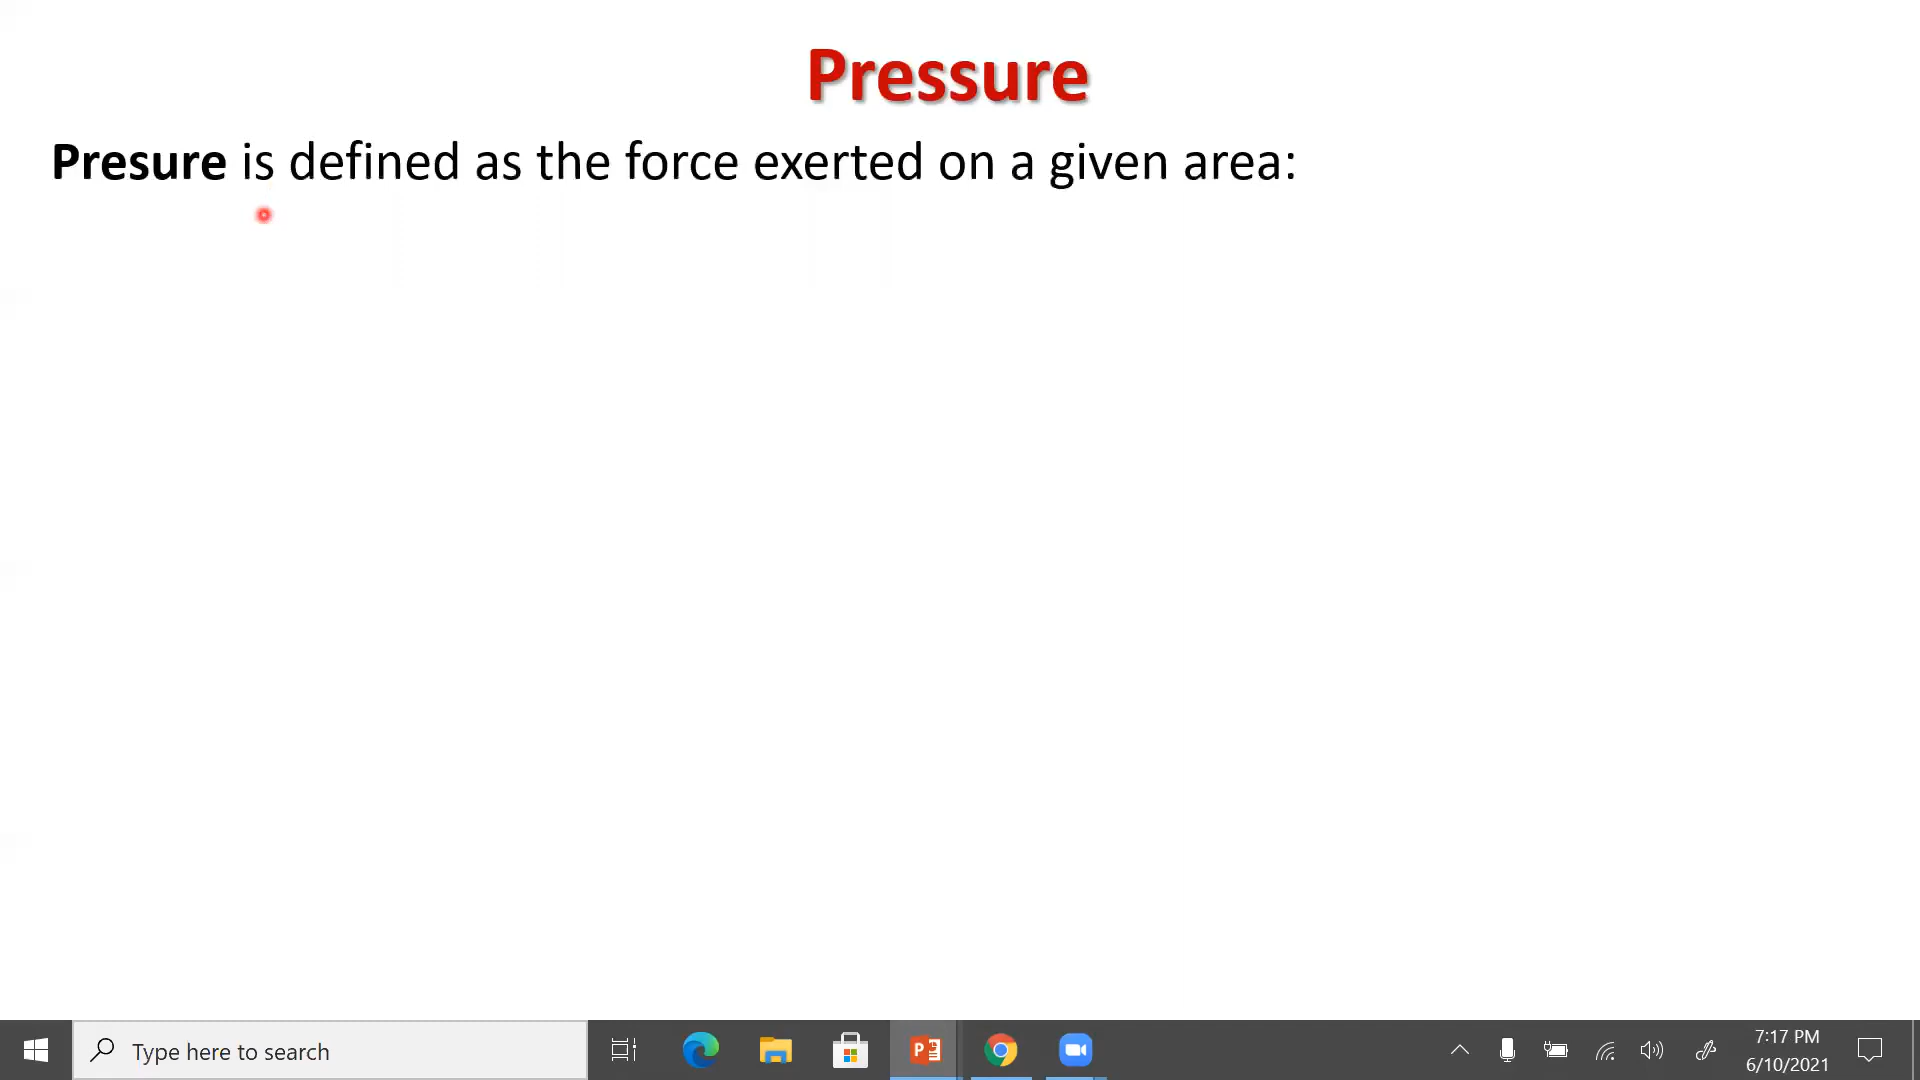 Pressure
Presure is defined as the force exerted on a given area:
Type here to search
7:17 PM
6/10/2021